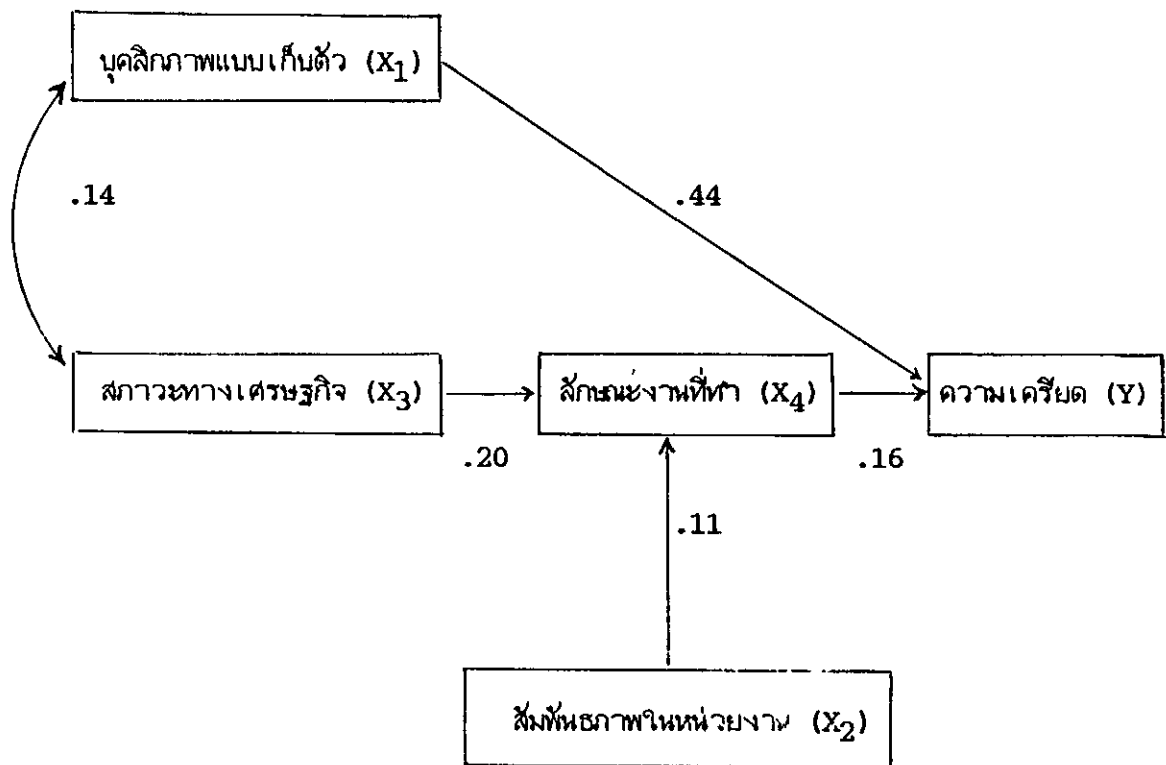 บุคลิกภาพแบบเก็บตัว (X1)
.14
.44
สภาวะทางเศรษฐกิจ (X3)
ลักษณะงานที่ทำ (X4)
ความเครียด (Y)
.20
.16
.11
สัมพันธภาพในหน่วยงาน (X2)